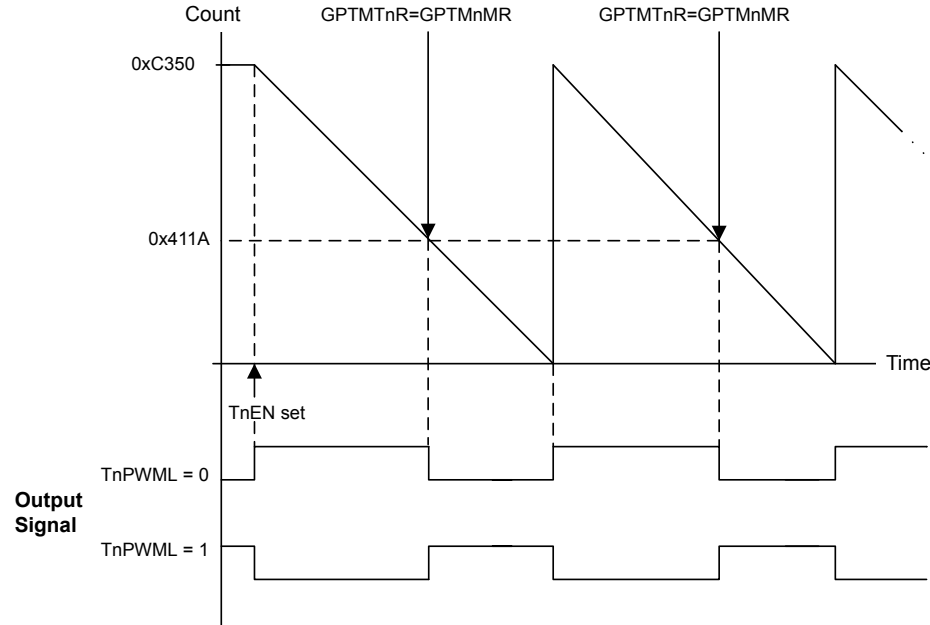 Count
GPTMTnR=GPTMnMR
GPTMTnR=GPTMnMR
0xC350
0x411A
Time
TnEN set
TnPWML = 0
Output
Signal
TnPWML = 1